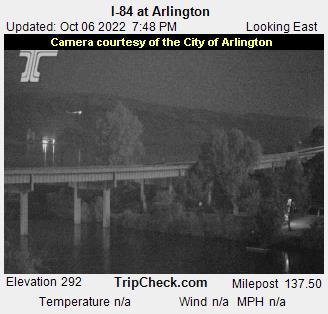 I-84 at Arlington
Updated: Oct 06 2022 7:48 PM Looking East
Camera courtesy of the City of Arlington
Elevation 292 TripCheck.com Milepost 137.50
Temperature n/a Wind n/a MPH n/a